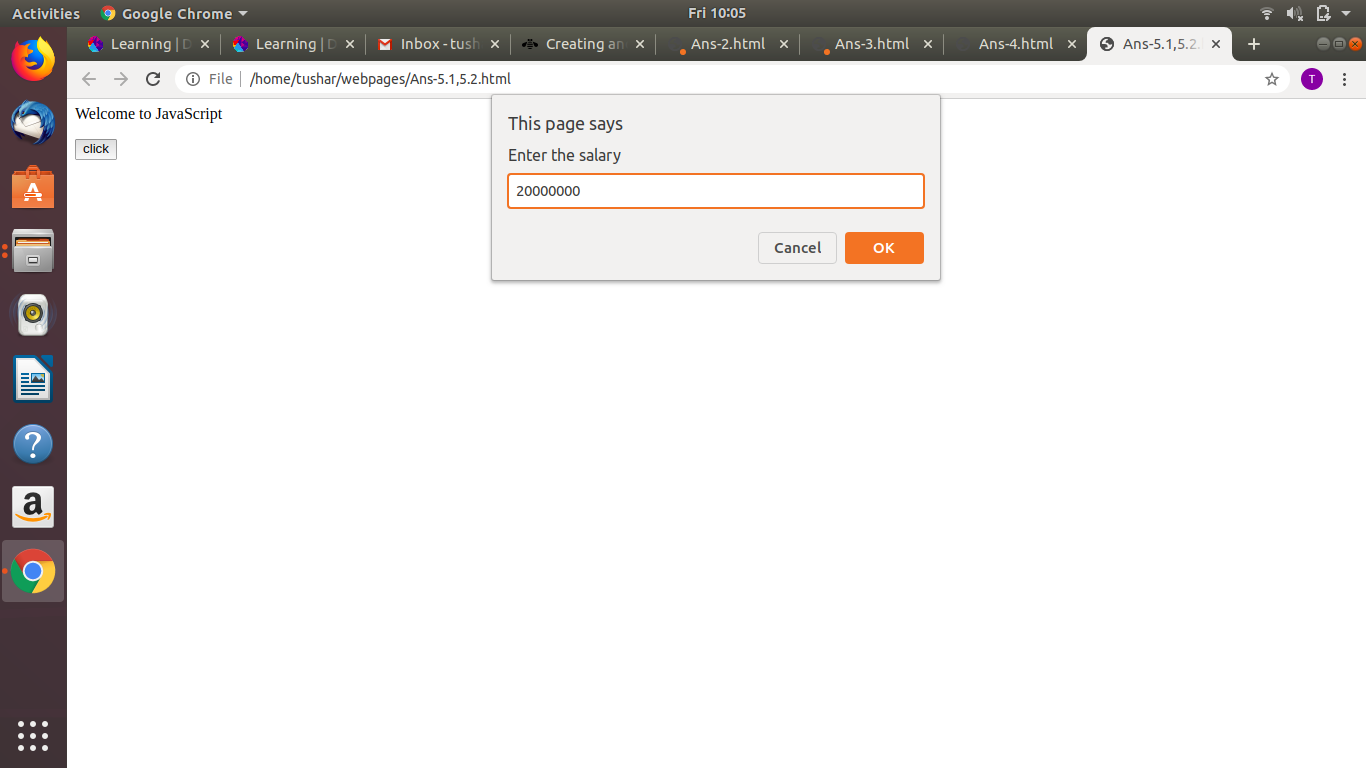 Activities
Google Chrome
Fri 10:05
Learning | D
Learning | D
Inbox - tush
Creating an
Ans-2.html
Ans-3.html
Ans-4.html
Ans-5.1,5.2.
File
/home/tushar/webpages/Ans-5.1,5.2.html
T
Welcome to JavaScript
click
This page says
Enter the salary
20000000
Cancel
OK
A
?
a